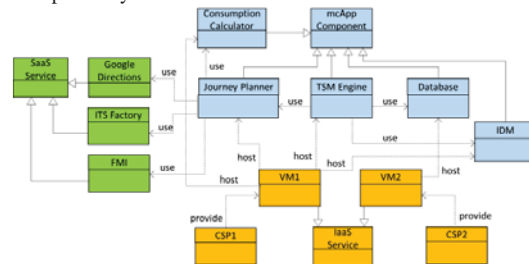 Consumption
Calculator
mcApp
Component
SaaS
Service
Google
Directions
use
use
Journey Planner
TSM Engine
Database
use
use
ITS Factory
use
use
IDM
FMI
use
host
host
host
host
host
VM1
VM2
provide
provide
CSP1
IaaS
Service
CSP2